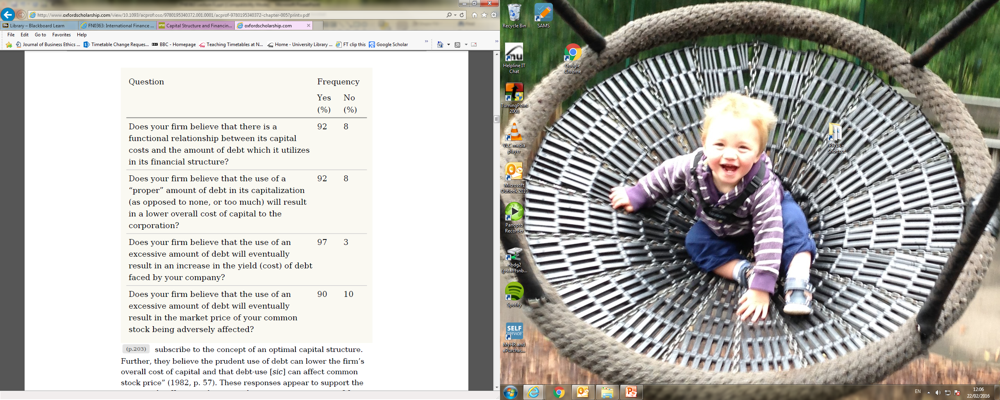 http://www.oxfordscholarship.com/view/10.1093/acprof:oso/9780195340372.001.0001/acprof-9780195340372-chapter-005?print=pdf
Library – Blackboard Learn
FN0363: International Finance ...
Capital Structure and Financin...
oxfordscholarship.com
File Edit Go to Favorites Help
Journal of Business Ethics ...
Timetable Change Reques...
BBC - Homepage
Teaching Timetables at N...
Home - University Library ...
FT clip this
Google Scholar
Question Frequency
Yes No
(%) (%)
Does your firm believe that there is a 92 8
functional relationship between its capital
costs and the amount of debt which it utilizes
in its financial structure?
Does your firm believe that the use of a 92 8
“proper” amount of debt in its capitalization
(as opposed to none, or too much) will result
in a lower overall cost of capital to the
corporation?
Does your firm believe that the use of an 97 3
excessive amount of debt will eventually
result in an increase in the yield (cost) of debt
faced by your company?
Does your firm believe that the use of an 90 10
excessive amount of debt will eventually
result in the market price of your common
stock being adversely affected?
(p.203) subscribe to the concept of an optimal capital structure.
Further, they believe the prudent use of debt can lower the firm’s
overall cost of capital and that debt-use [sic] can affect common
stock price” (1982, p. 57). These responses appear to support the
Recycle Bin
SAMS
Helpline IT
Chat
Google
Chrome
TurningPoint
2008
VLC media
player
PFNA -
Shortcut
Microsoft
Outlook 2010
Panopto
Recorder
nbdg2
(pstafffsnb...
Spotify
SELF
service
MyHR and
ePurchas...
EN
12:06
22/02/2016